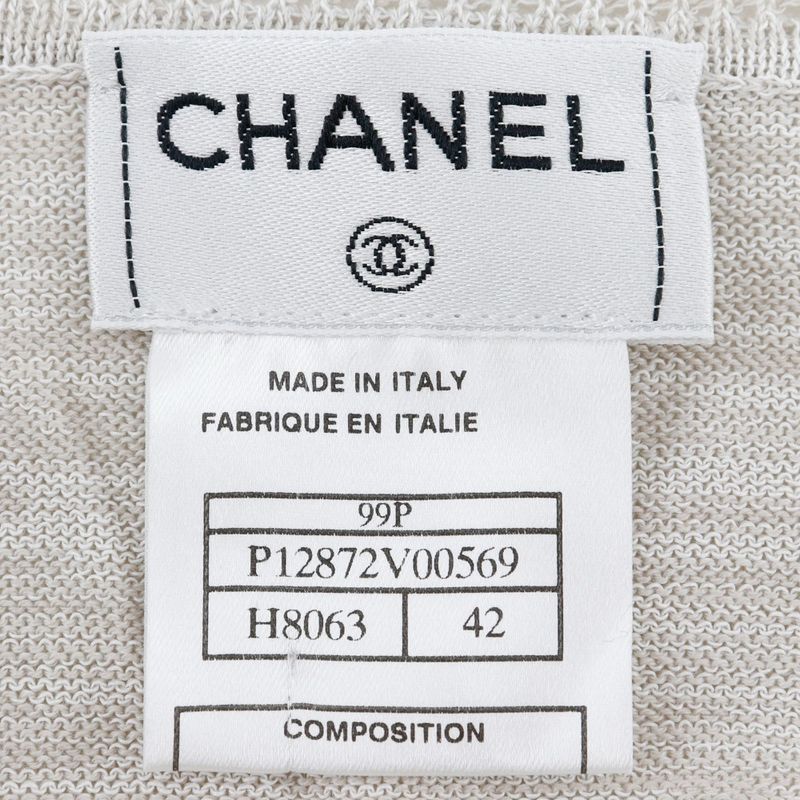 CHANEL
MADE IN ITALY
FABRIQUE EN ITALIE
99P
P12872V00569
H8063 42
COMPOSITION